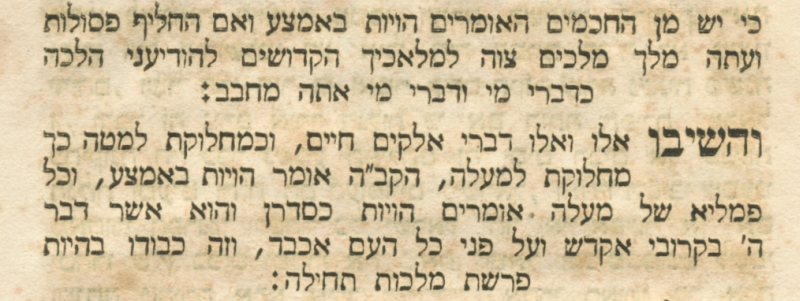 כי יש מן החכמים האומרים הויות באמצע ואם החליף פסולות
ועתה מלך מלכים צוה למלאכיך הקדושים להודיעני הלכה
כדברי מי ודברי מי אתה מחבב:
והשיבו אלו ואלו דברי אלקים חיים, וכמחלוקת למטה כך
מחלוקת למעלה, הקב״ה אומר הויות באמצע, וכל
פמליא של מעלה אומרים הויות כסדרן והוא אשר דבר
ה׳ בקרובי אקדש ועל פני כל העם אכבד, וזה כבודו בהיות
פרשת מלכות תחילה: